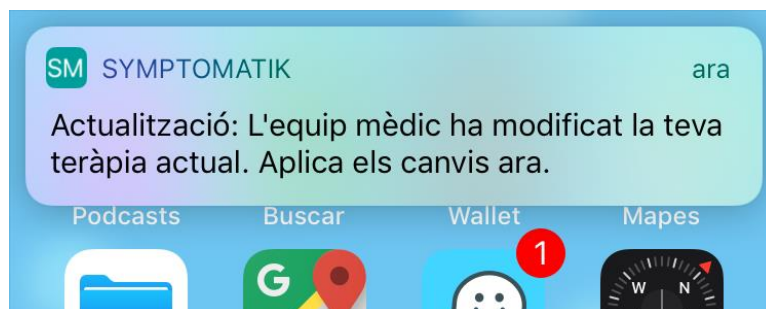 SM SYMPTOMATIK ara
Actualització: L'equip mèdic ha modificat la teva
teràpia actual. Aplica els canvis ara.
Podcasts Buscar Wallet Mapes
1
G W N